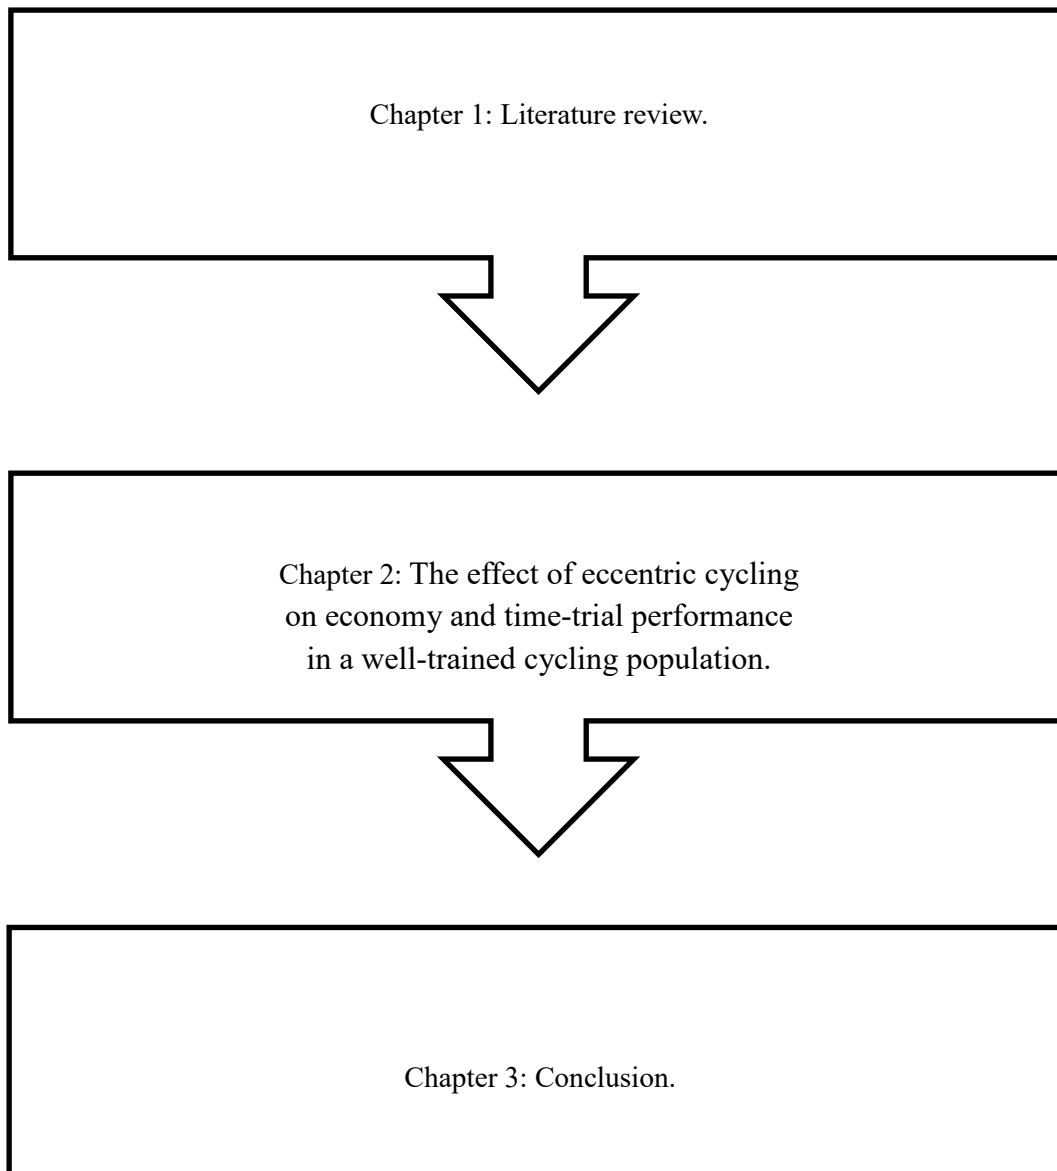 Chapter 1: Literature review.
Chapter 2: The effect of eccentric cycling
on economy and time-trial performance
in a well-trained cycling population.
Chapter 3: Conclusion.